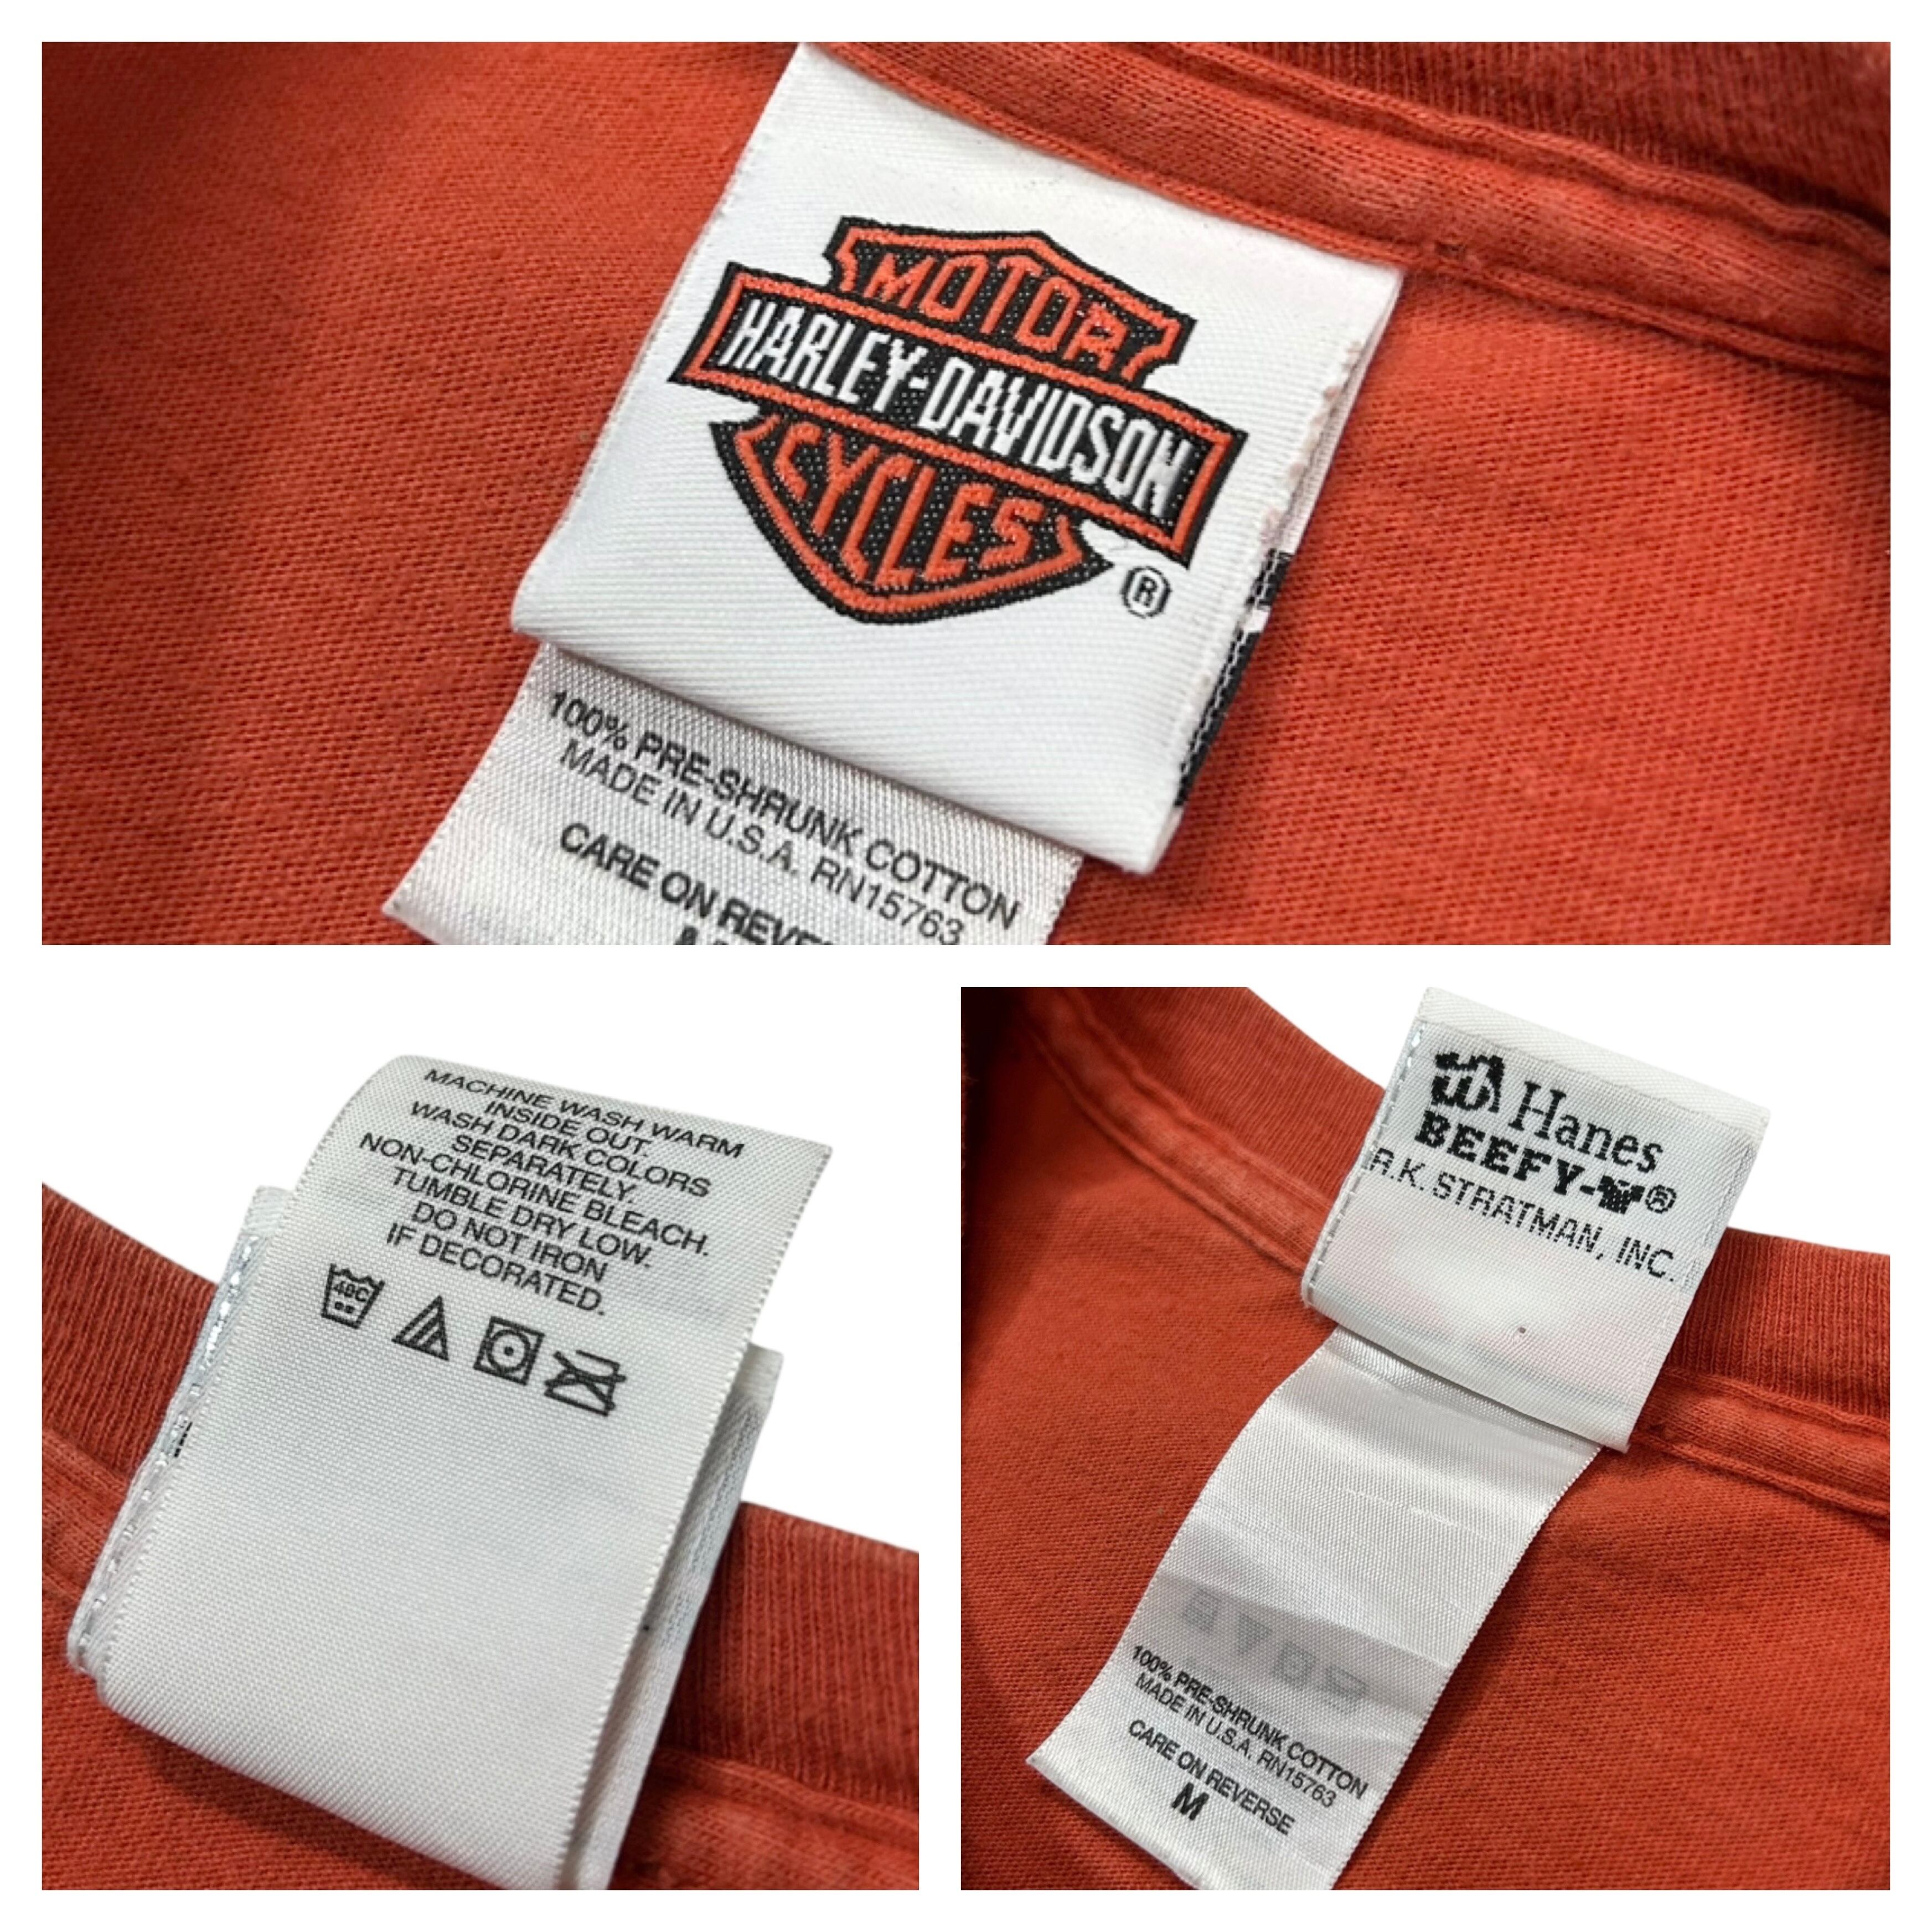 MOTOR
HARLEY-DAVIDSON
CYCLES
®
100% PRE-SHRUNK COTTON
MADE IN U.S.A. RN15763
CARE ON REVERSE
MACHINE WASH WARM
INSIDE OUT.
WASH DARK COLORS
SEPARATELY.
NON-CHLORINE BLEACH.
TUMBLE DRY LOW.
DO NOT IRON
IF DECORATED.
40C
Hanes
BEEFY-T®
R.K. STRATMAN, INC.
100% PRE-SHRUNK COTTON
MADE IN U.S.A. RN15763
CARE ON REVERSE
M